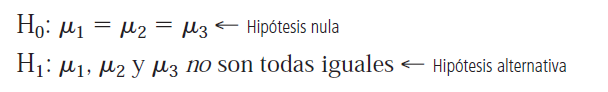 H₀: μ₁ = μ₂ = μ₃ ← Hipótesis nula
H₁: μ₁, μ₂ y μ₃ no son todas iguales ← Hipótesis alternativa